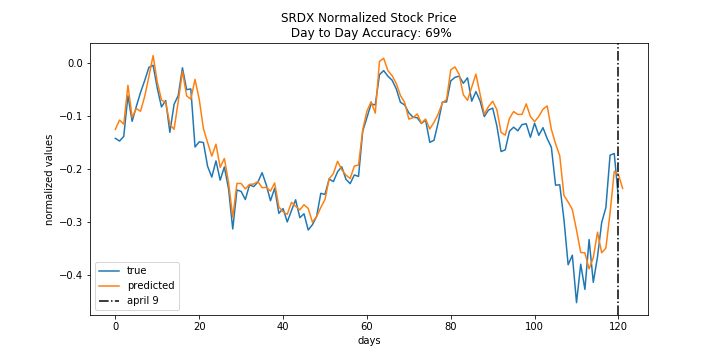 SRDX Normalized Stock Price
Day to Day Accuracy: 69%
normalized values
0.0
−0.1
−0.2
−0.3
−0.4
true
predicted
april 9
0 20 40 60 80 100 120
days